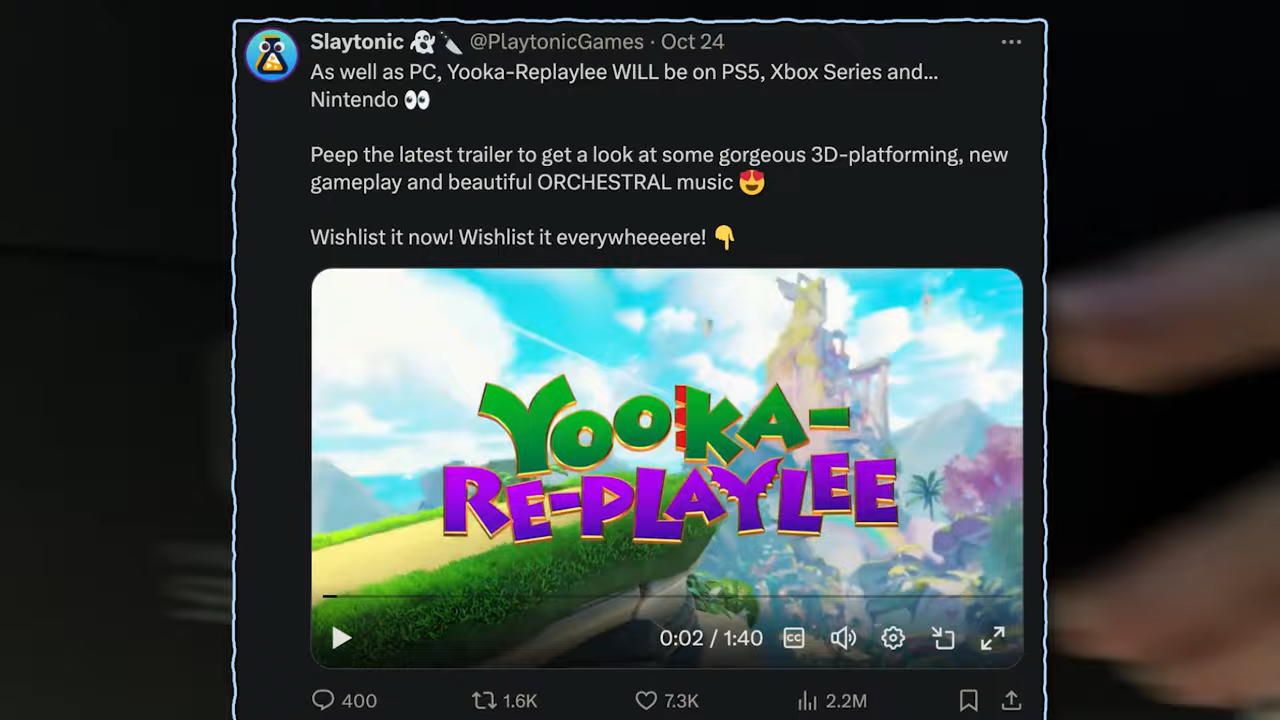 Slaytonic 👻🔪 @PlaytonicGames · Oct 24
As well as PC, Yooka-Replaylee WILL be on PS5, Xbox Series and...
Nintendo 👀
Peep the latest trailer to get a look at some gorgeous 3D-platforming, new
gameplay and beautiful ORCHESTRAL music 😍
Wishlist it now! Wishlist it everywheeeere! 👇
YOOKA-
RE-PLAYLEE
0:02 / 1:40 CC
400 1.6K 7.3K 2.2M